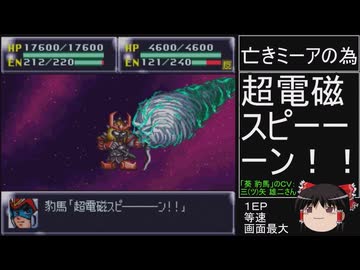 HP 17600/17600
EN 212/220
HP 4600/4600
EN 121/240
豹馬「超電磁スピーーーーン!!」
亡きミーアの為
超電磁
スピーー
ーン!!
「葵 豹馬」のCV:
三(ツ)矢 雄二さん
1EP
等速
画面最大